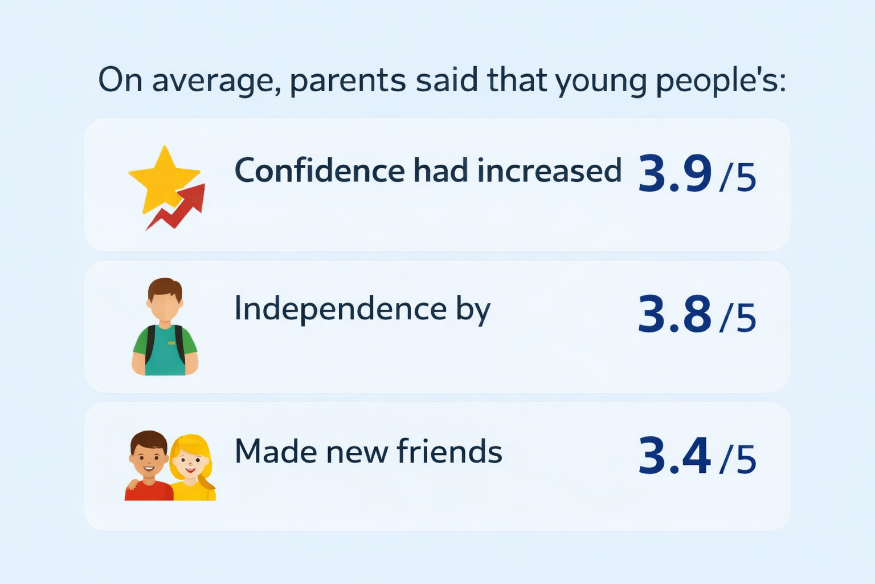 On average, parents said that young people's:
Confidence had increased 3.9/5
Independence by 3.8/5
Made new friends 3.4/5